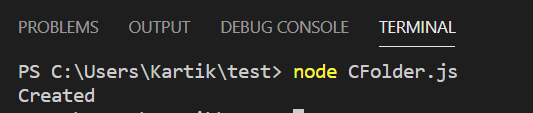 PROBLEMS OUTPUT DEBUG CONSOLE TERMINAL
PS C:\Users\Kartik\test> node CFolder.js
Created